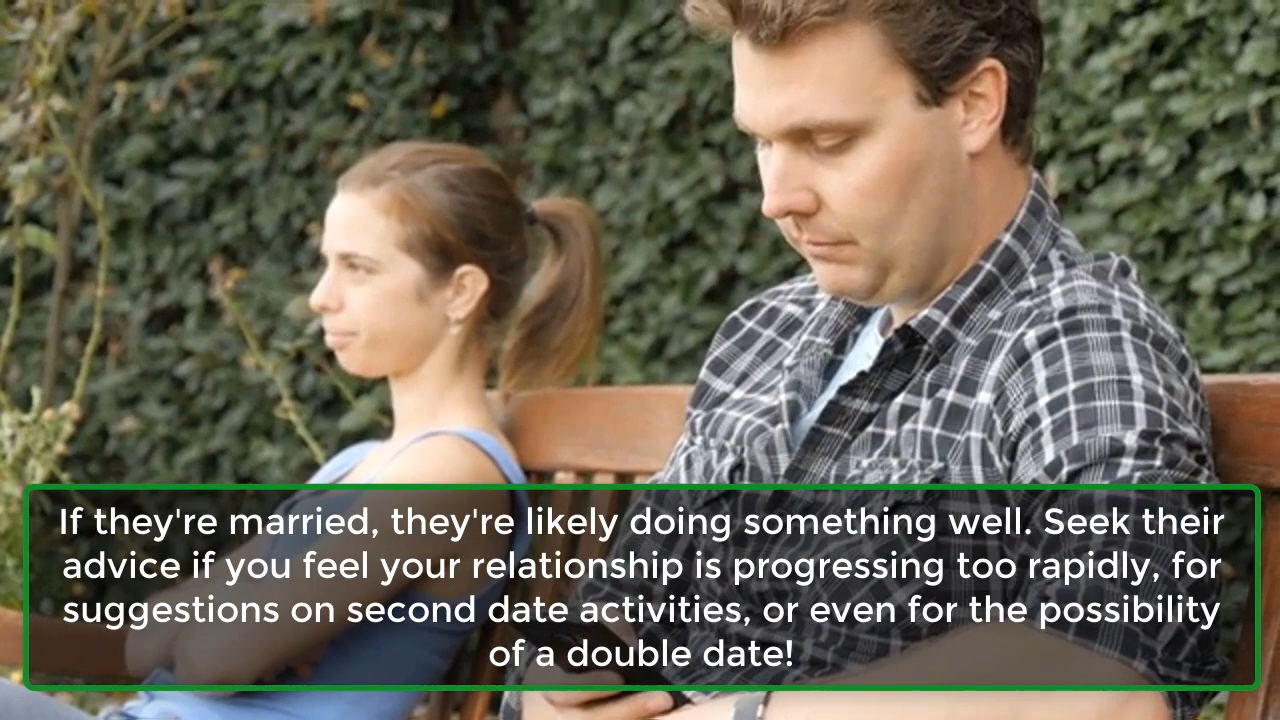 If they're married, they're likely doing something well. Seek their
advice if you feel your relationship is progressing too rapidly, for
suggestions on second date activities, or even for the possibility
of a double date!